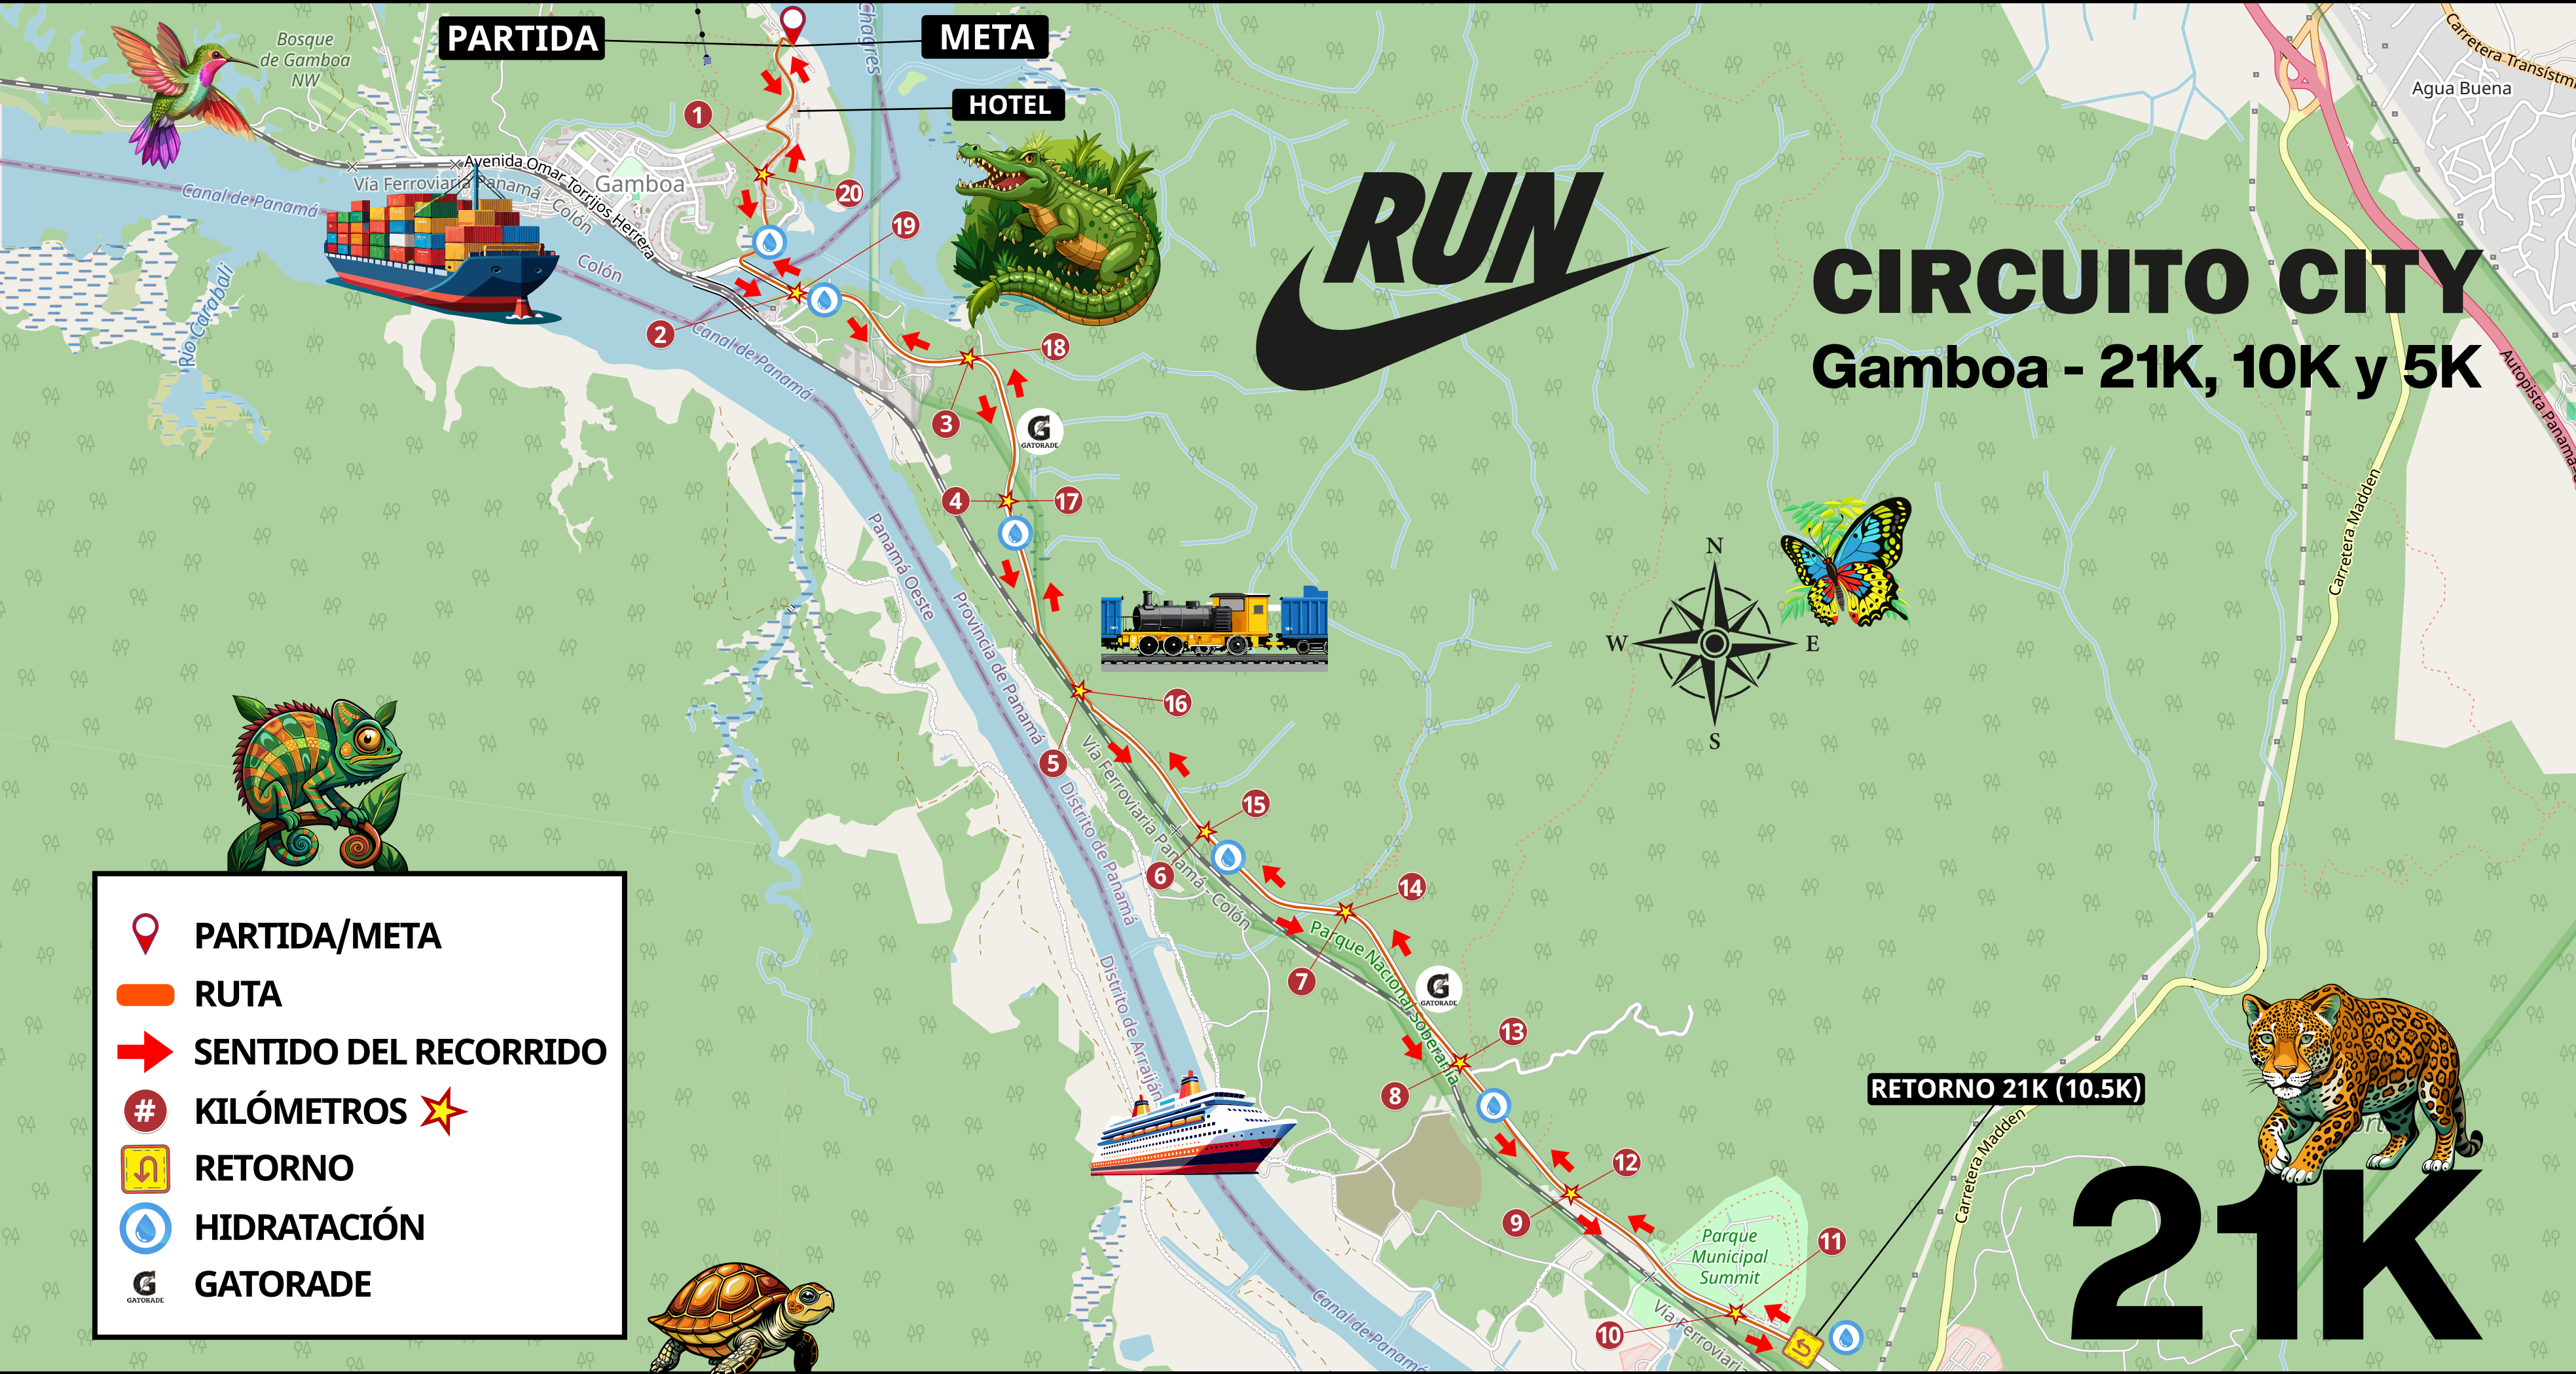 PARTIDA
META
HOTEL
Bosque
de Gamboa
NW
Chagres
Carretera Transístm
Agua Buena
1
20
19
2
18
3
4
17
16
5
15
6
14
7
13
8
12
9
11
10
Avenida Omar Torrijos Herrera
Vía Ferroviaria Panamá - Colón
Gamboa
Canal de Panamá
Colón
Río Carabalí
Canal de Panamá
RUN
CIRCUITO CITY
Gamboa - 21K, 10K y 5K
Autopista Panamá
G
GATORADE
Carretera Madden
N
W
E
S
Panamá Oeste
Provincia de Panamá
Vía Ferroviaria Panamá - Colón
Distrito de Panamá
Distrito de Arraiján
Parque Nacional Soberanía
G
GATORADE
RETORNO 21K (10.5K)
Carretera Madden
Parque
Municipal
Summit
Vía Ferroviaria
Canal de Panamá
21K
PARTIDA/META
RUTA
SENTIDO DEL RECORRIDO
# KILÓMETROS
RETORNO
HIDRATACIÓN
G
GATORADE
GATORADE